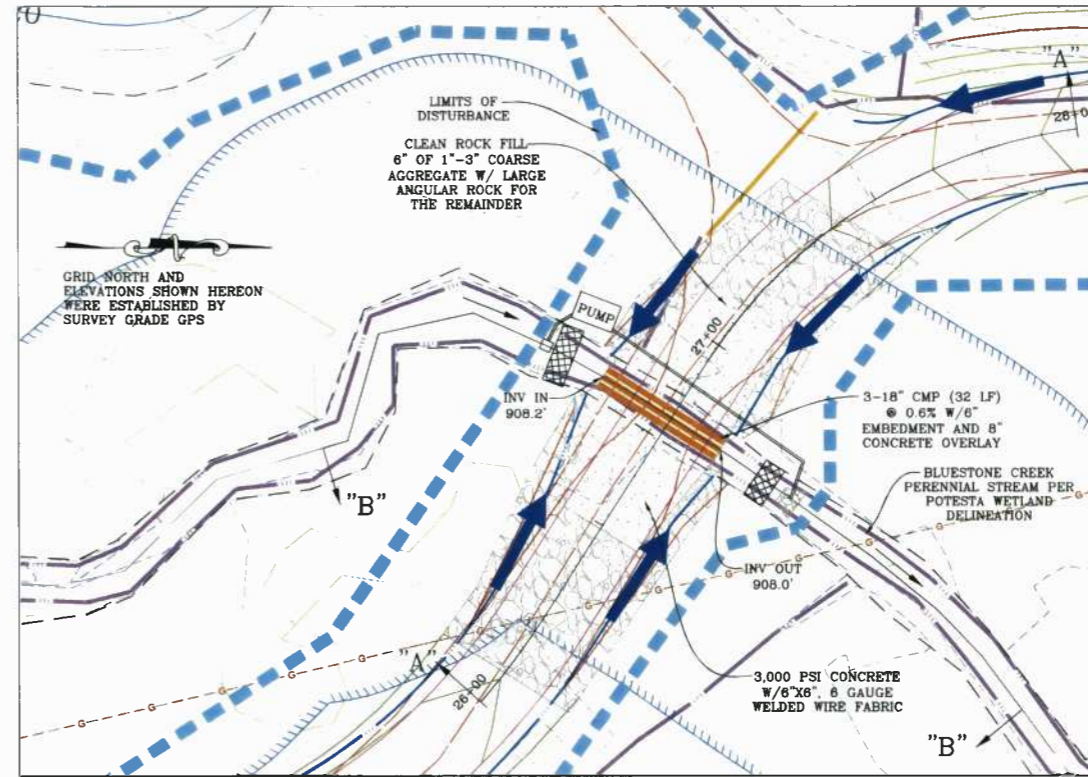 LIMITS OF
DISTURBANCE
CLEAN ROCK FILL
6" OF 1"-3" COARSE
AGGREGATE W/ LARGE
ANGULAR ROCK FOR
THE REMAINDER
"A"
GRID NORTH AND
ELEVATIONS SHOWN HEREON
WERE ESTABLISHED BY
SURVEY GRADE GPS
PUMP
27+00
INV IN
908.2'
3-18" CMP (32 LF)
@ 0.6% W/6"
EMBEDMENT AND 8"
CONCRETE OVERLAY
"B"
BLUESTONE CREEK
PERENNIAL STREAM PER
POTESTA WETLAND
DELINEATION
INV OUT
908.0'
G G G G G G G G
"A"
26+00
3,000 PSI CONCRETE
W/6"X6", 6 GAUGE
WELDED WIRE FABRIC
"B"